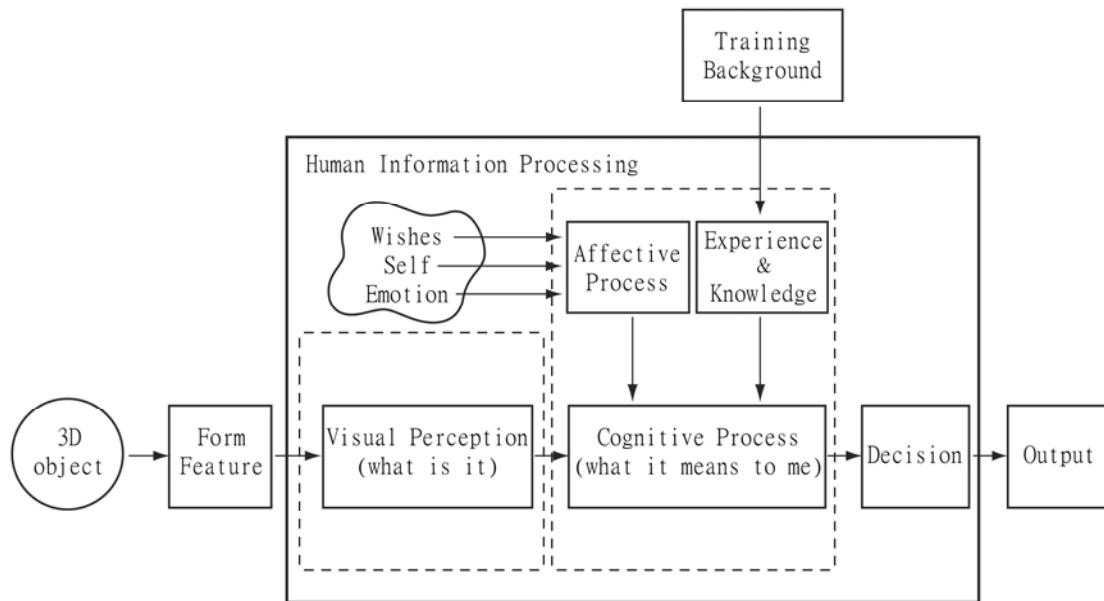 Training
Background
Human Information Processing
Wishes
Self
Emotion
Affective
Process
Experience
&
Knowledge
3D
object
Form
Feature
Visual Perception
(what is it)
Cognitive Process
(what it means to me)
Decision
Output